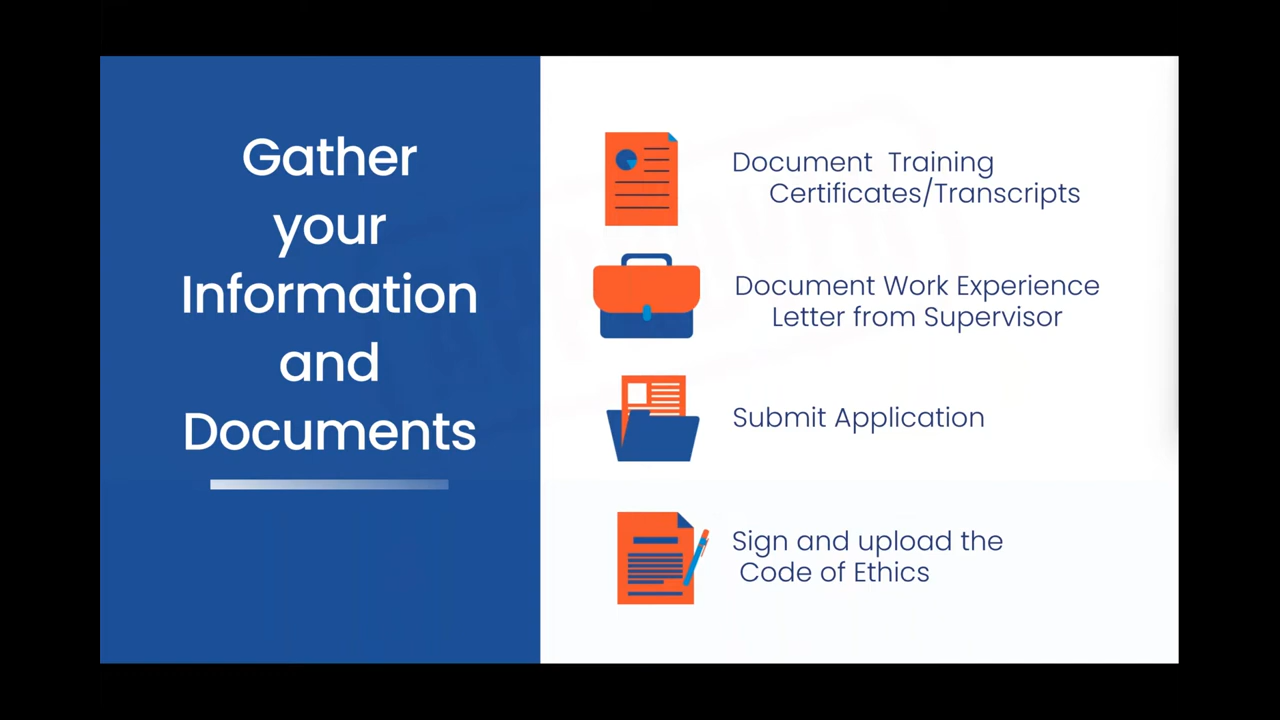 Gather
your
Information
and
Documents
Document Training
Certificates/Transcripts
Document Work Experience
Letter from Supervisor
Submit Application
Sign and upload the
Code of Ethics